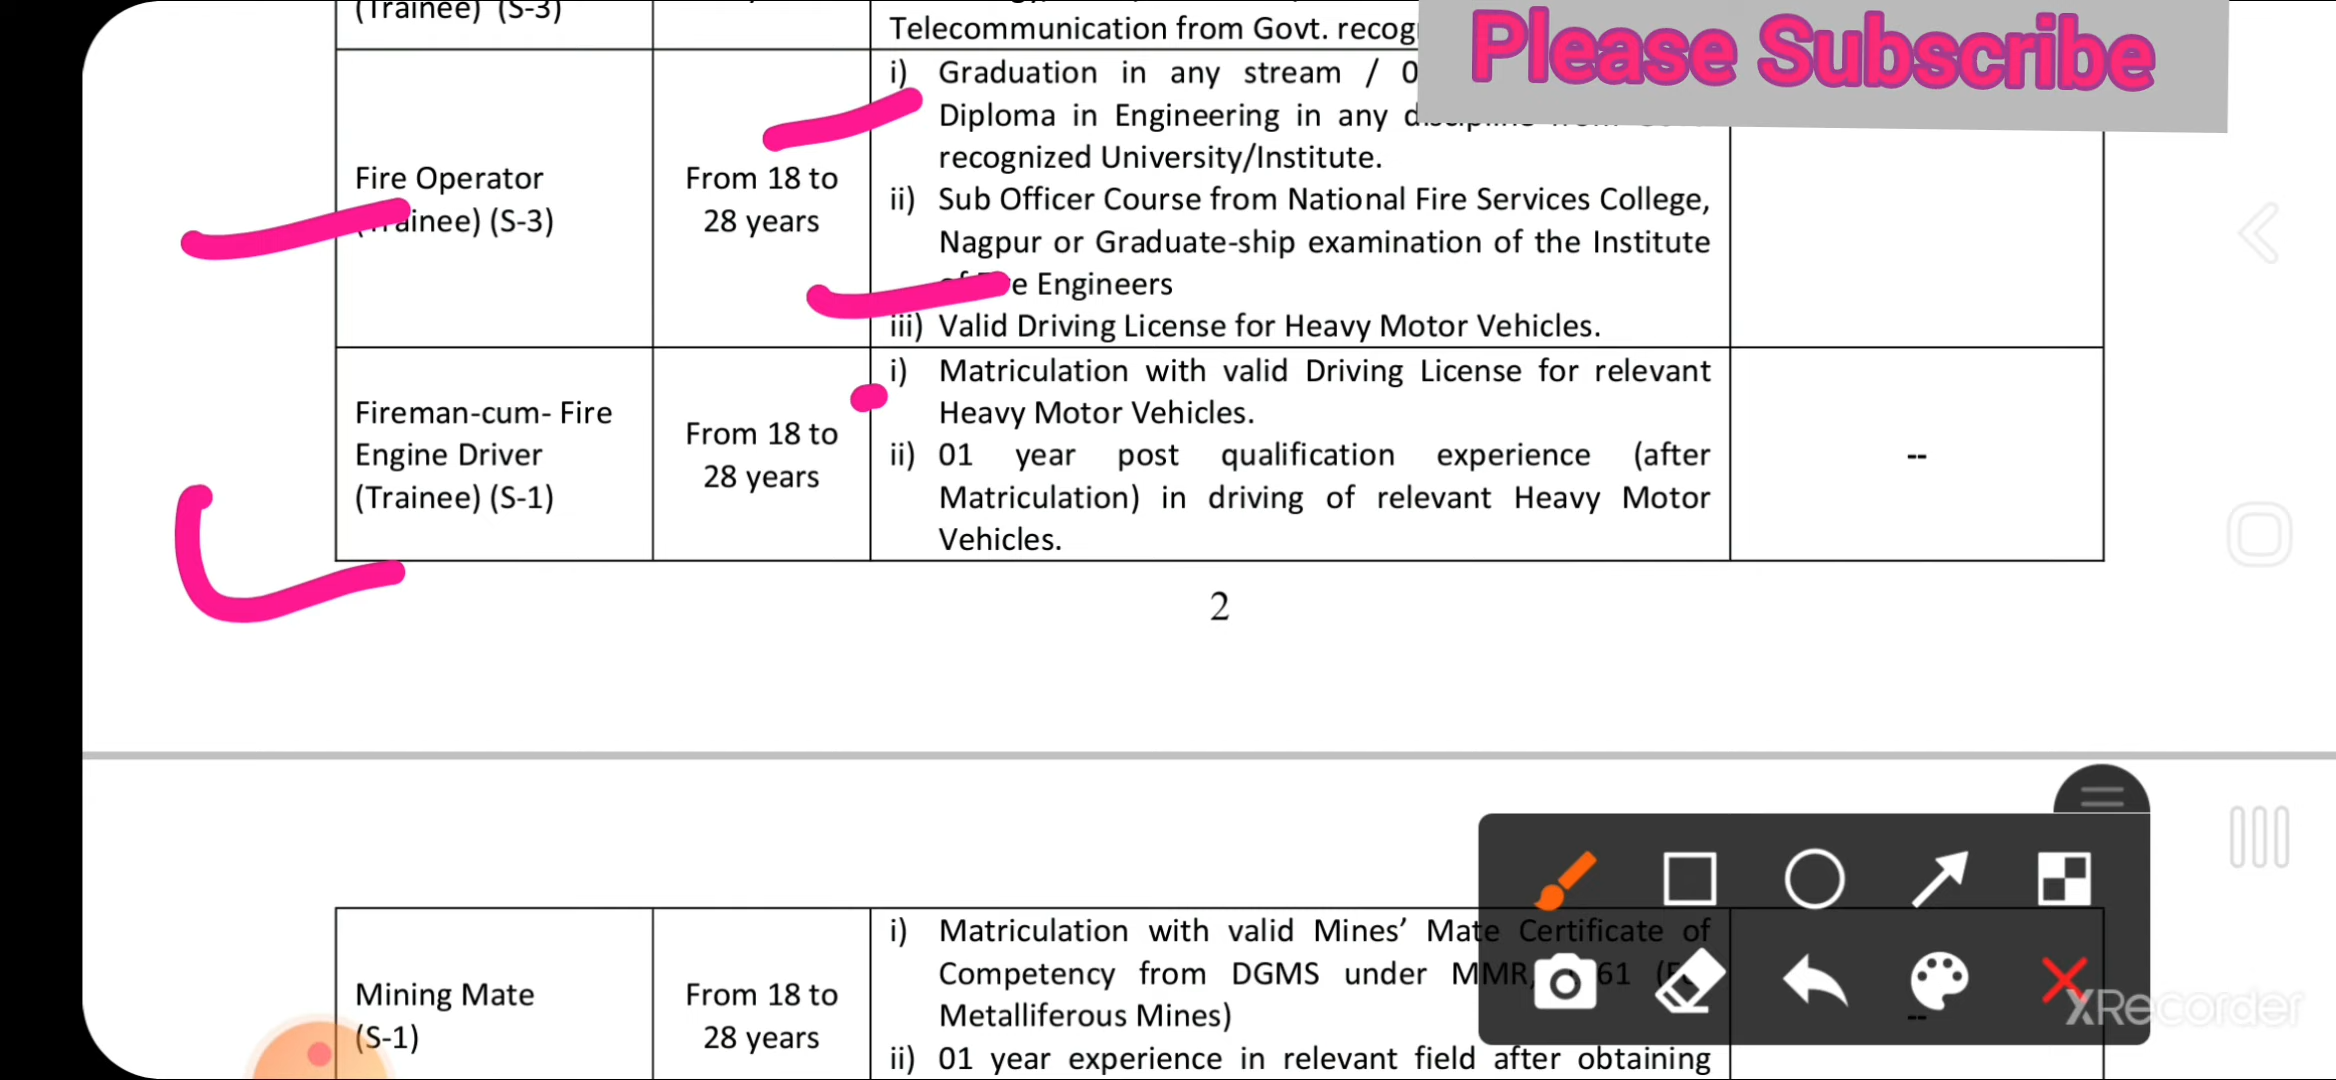 (Trainee) (S-3)
Telecommunication from Govt.
Please Subscribe
i) Graduation in any stream /
Diploma in Engineering in any
recognized University/Institute.
Fire Operator
(S-3)
From 18 to
28 years
ii) Sub Officer Course from National Fire Services College,
Nagpur or Graduate-ship examination of the Institute
Engineers
iii) Valid Driving License for Heavy Motor Vehicles.
Fireman-cum- Fire
Engine Driver
(Trainee) (S-1)
From 18 to
28 years
i) Matriculation with valid Driving License for relevant
Heavy Motor Vehicles.
ii) 01 year post qualification experience (after
Matriculation) in driving of relevant Heavy Motor
Vehicles.
--
2
Mining Mate
(S-1)
From 18 to
28 years
i) Matriculation with valid Mines’ Mate Certificate of
Competency from DGMS under MMR,
Metalliferous Mines)
ii) 01 year experience in relevant field after obtaining
--
XRecorder